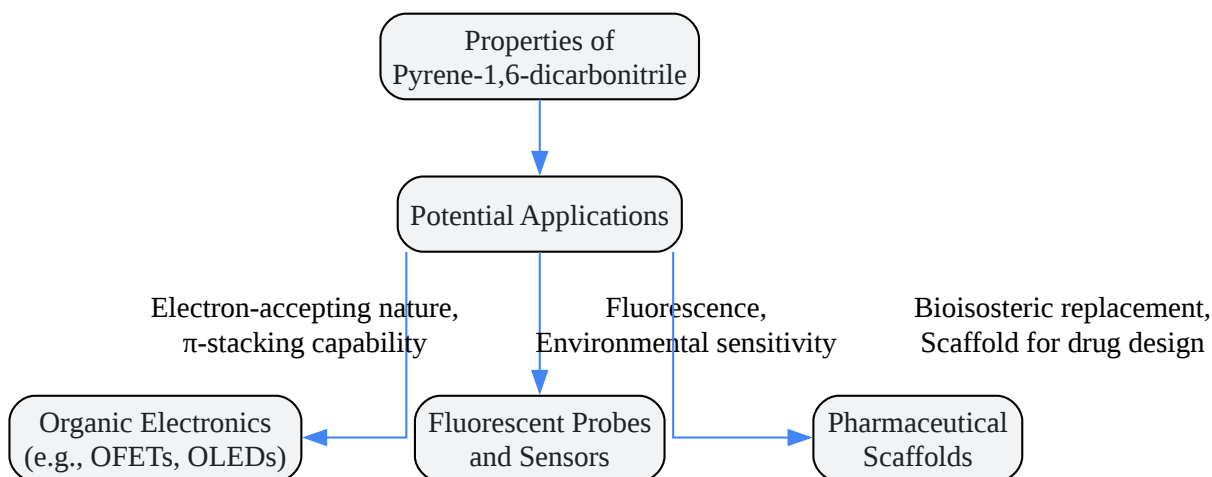 Properties of
Pyrene-1,6-dicarbonitrile
Potential Applications
Electron-accepting nature,
π-stacking capability
Fluorescence,
Environmental sensitivity
Bioisosteric replacement,
Scaffold for drug design
Organic Electronics
(e.g., OFETs, OLEDs)
Fluorescent Probes
and Sensors
Pharmaceutical
Scaffolds